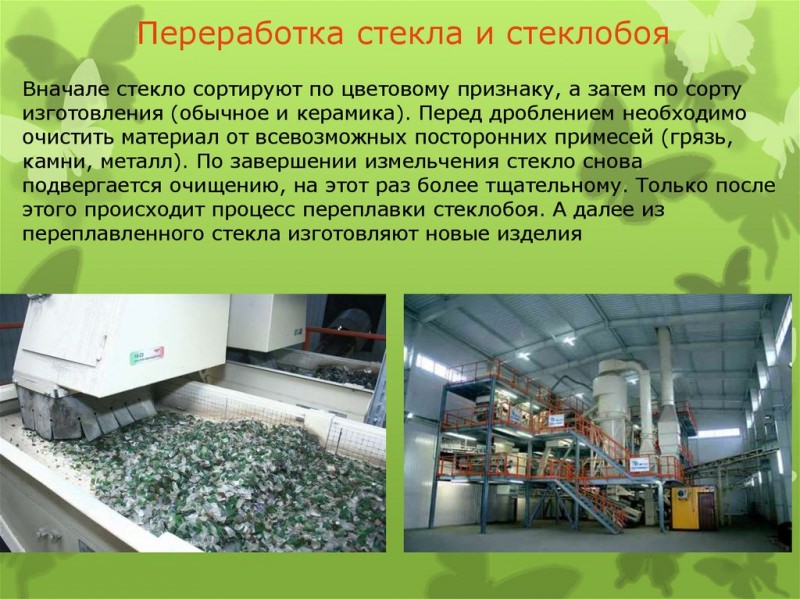 Переработка стекла и стеклобоя
Вначале стекло сортируют по цветовому признаку, а затем по сорту
изготовления (обычное и керамика). Перед дроблением необходимо
очистить материал от всевозможных посторонних примесей (грязь,
камни, металл). По завершении измельчения стекло снова
подвергается очищению, на этот раз более тщательному. Только после
этого происходит процесс переплавки стеклобоя. А далее из
переплавленного стекла изготовляют новые изделия